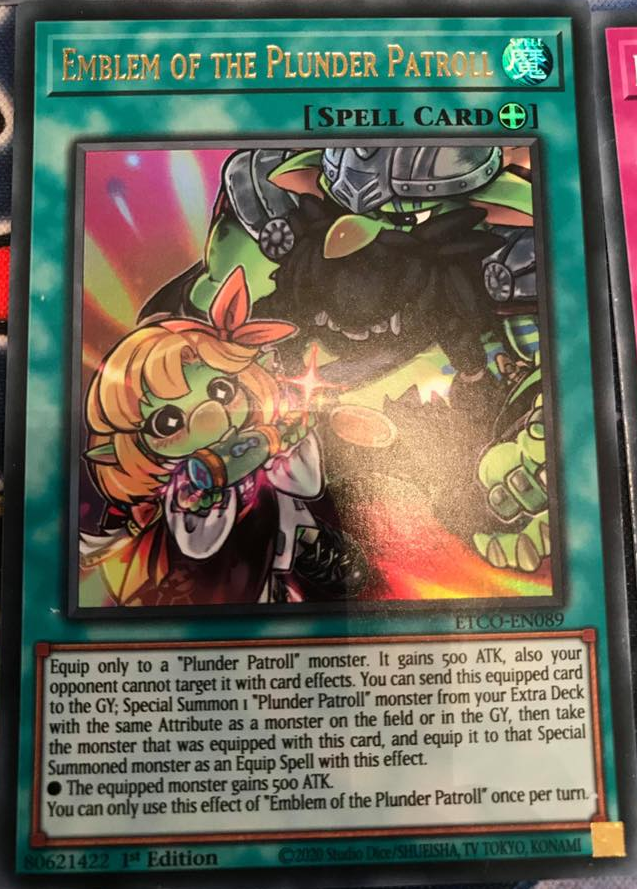 EMBLEM OF THE PLUNDER PATROLL
SPELL
魔
[SPELL CARD]
ETCO-EN089
Equip only to a "Plunder Patroll" monster. It gains 500 ATK, also your
opponent cannot target it with card effects. You can send this equipped card
to the GY; Special Summon 1 "Plunder Patroll" monster from your Extra Deck
with the same Attribute as a monster on the field or in the GY, then take
the monster that was equipped with this card, and equip it to that Special
Summoned monster as an Equip Spell with this effect.
● The equipped monster gains 500 ATK.
You can only use this effect of "Emblem of the Plunder Patroll" once per turn.
80621422 1st Edition
©2020 Studio Dice/SHUEISHA, TV TOKYO, KONAMI